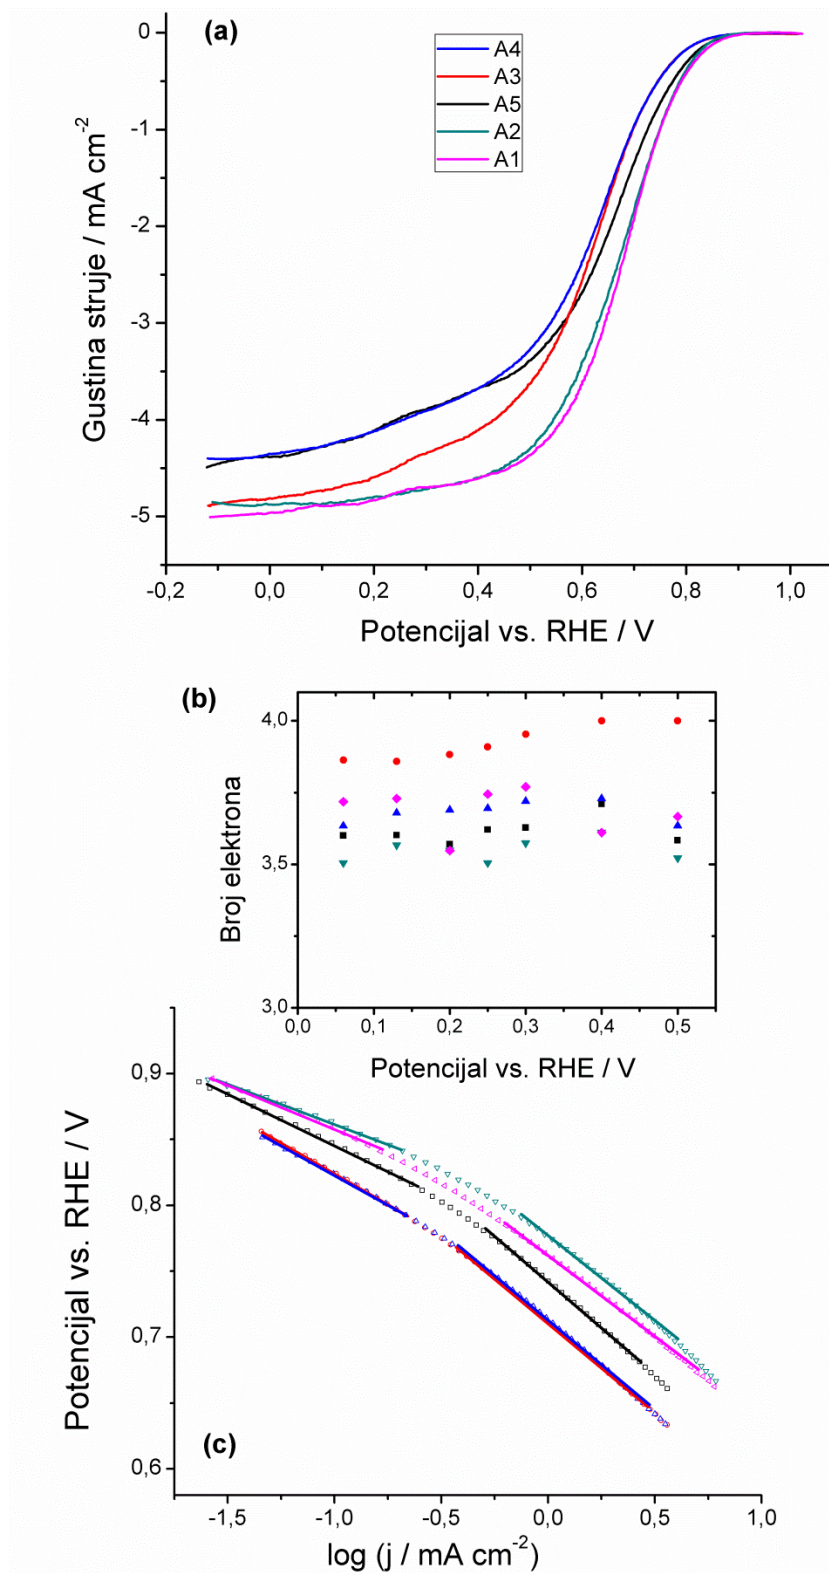 (a)
A4
A3
A5
A2
A1
0
-1
-2
-3
-4
-5
Gustina struje / mA cm⁻²
-0,2 0,0 0,2 0,4 0,6 0,8 1,0
Potencijal vs. RHE / V
(b)
4,0
3,5
3,0
Broj elektrona
0,0 0,1 0,2 0,3 0,4 0,5
Potencijal vs. RHE / V
0,9
0,8
0,7
0,6
Potencijal vs. RHE / V
(c)
-1,5 -1,0 -0,5 0,0 0,5 1,0
log (j / mA cm⁻²)